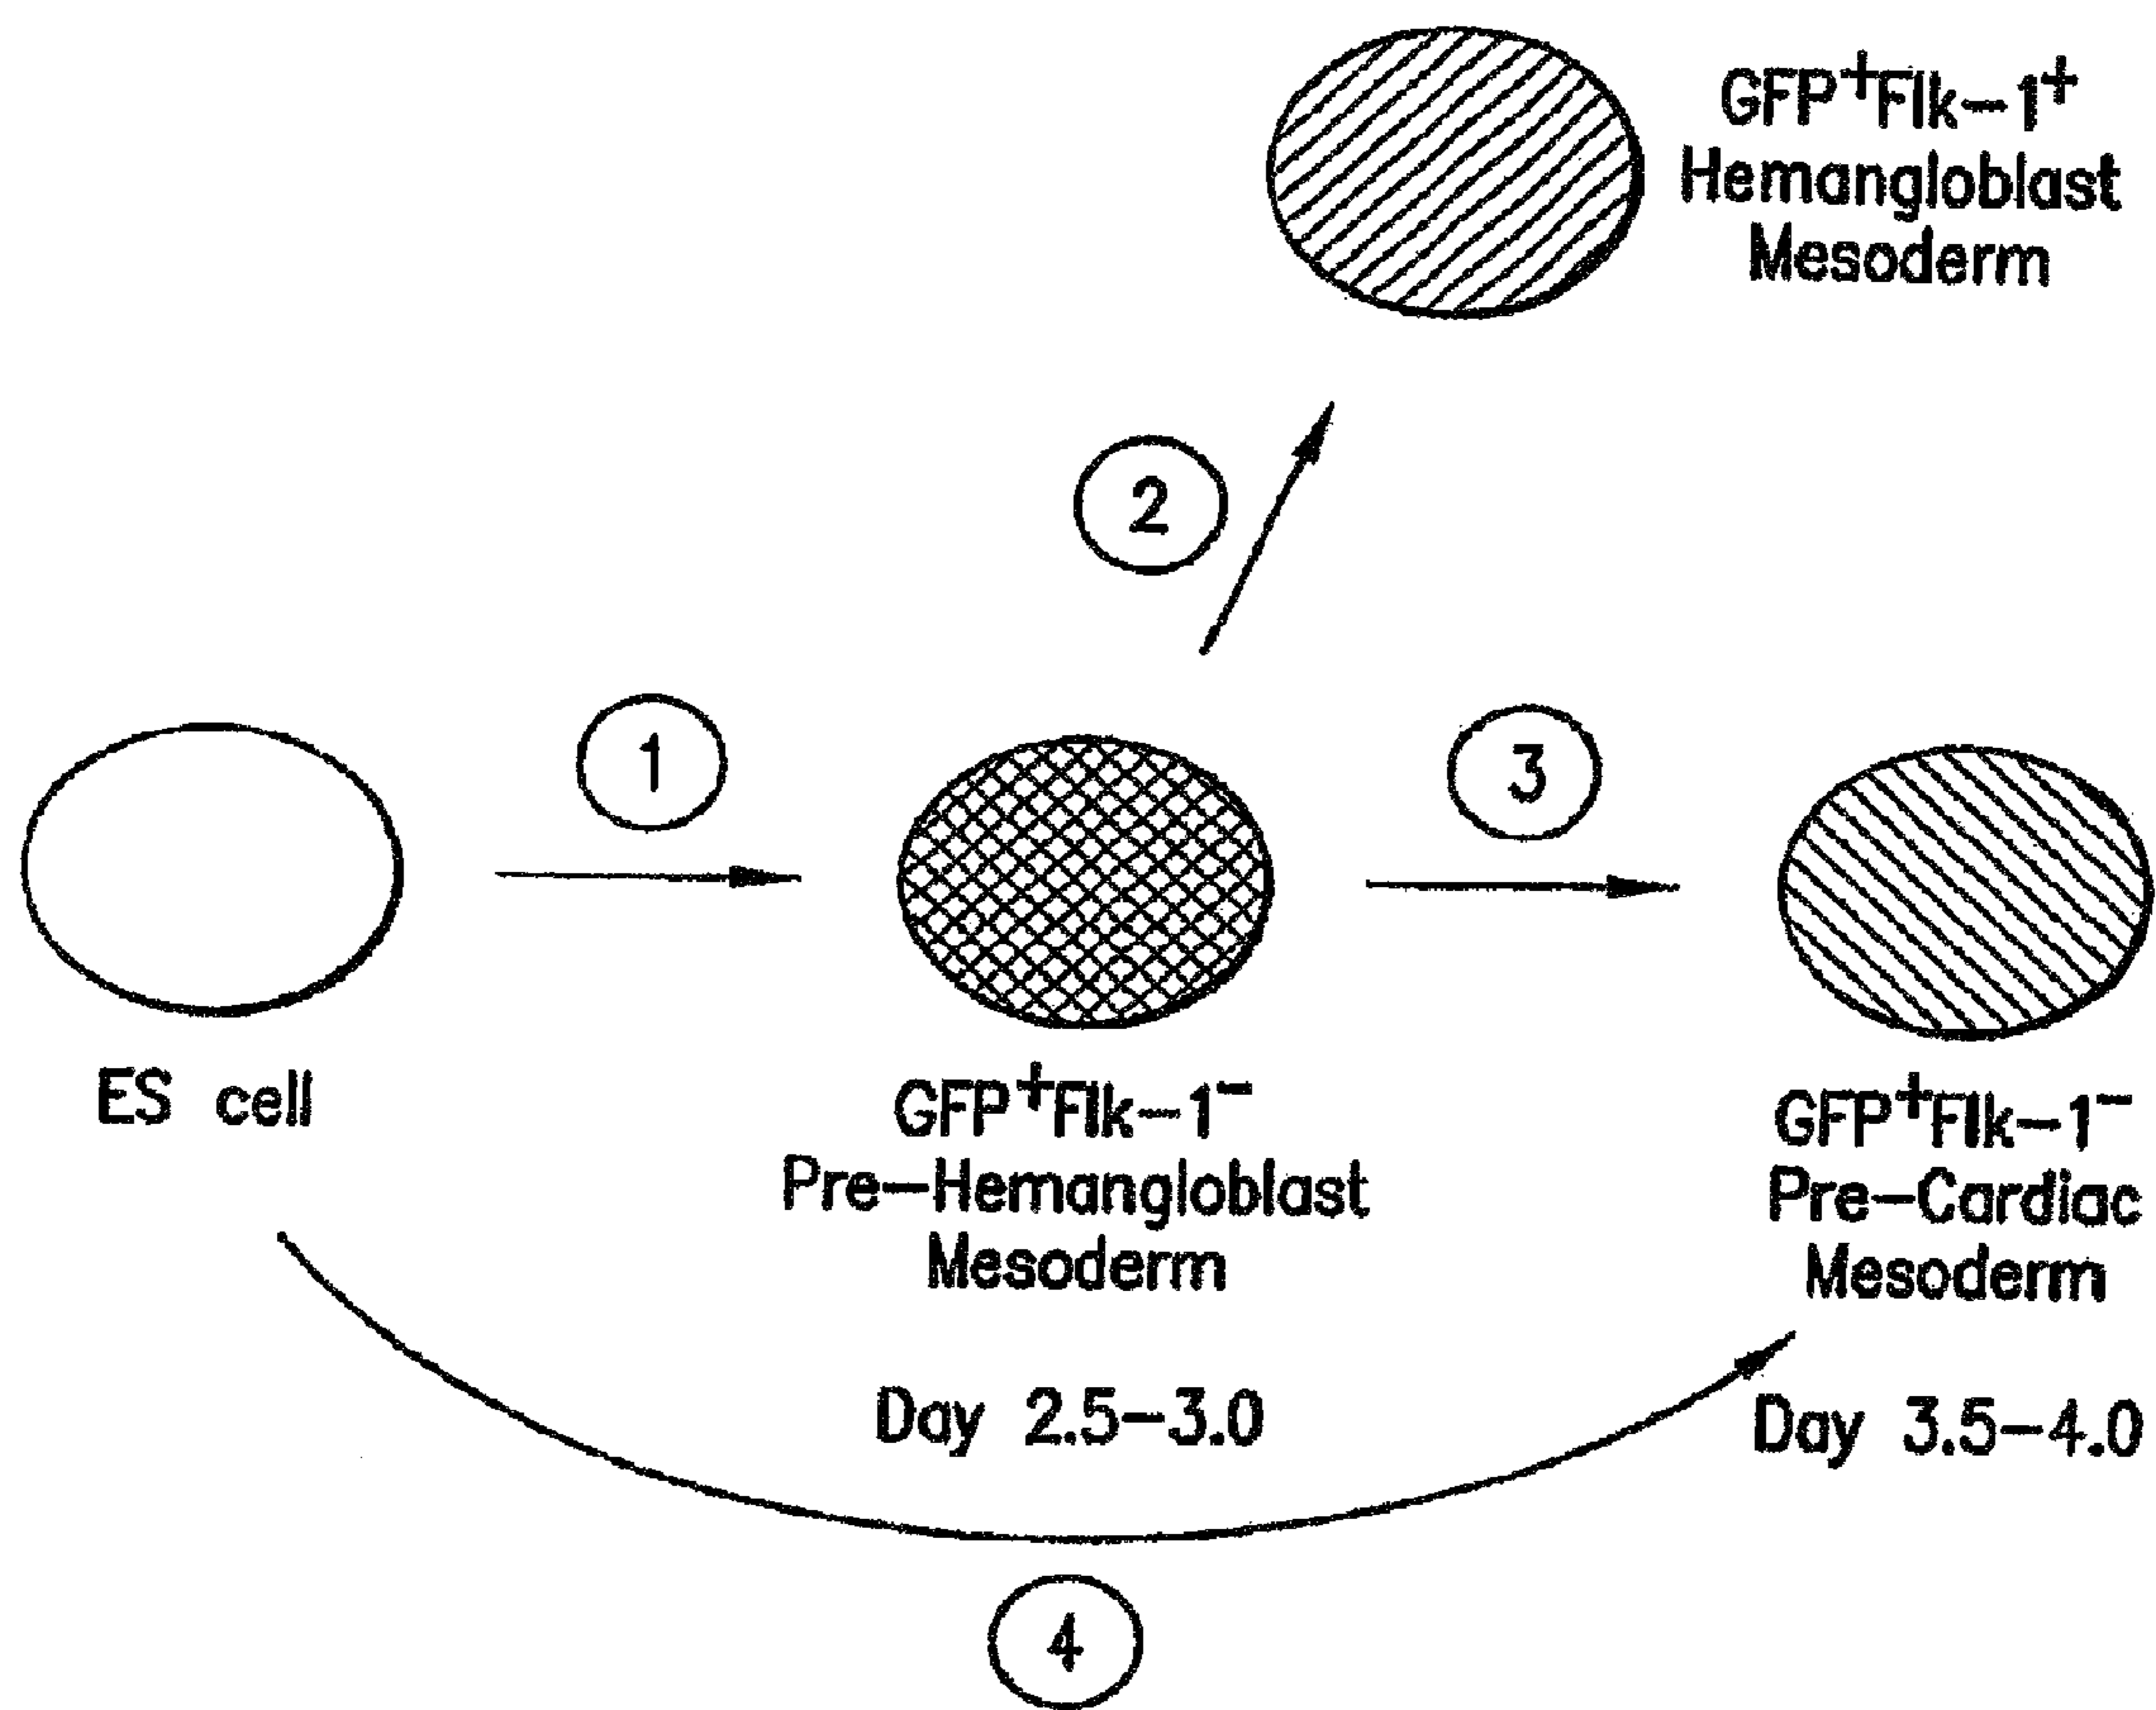 GFP⁺Flk-1⁺
Hemangloblast
Mesoderm
2
1
3
ES cell
GFP⁺Flk-1⁻
Pre-Hemangloblast
Mesoderm
Day 2.5-3.0
GFP⁺Flk-1⁻
Pre-Cardiac
Mesoderm
Day 3.5-4.0
4